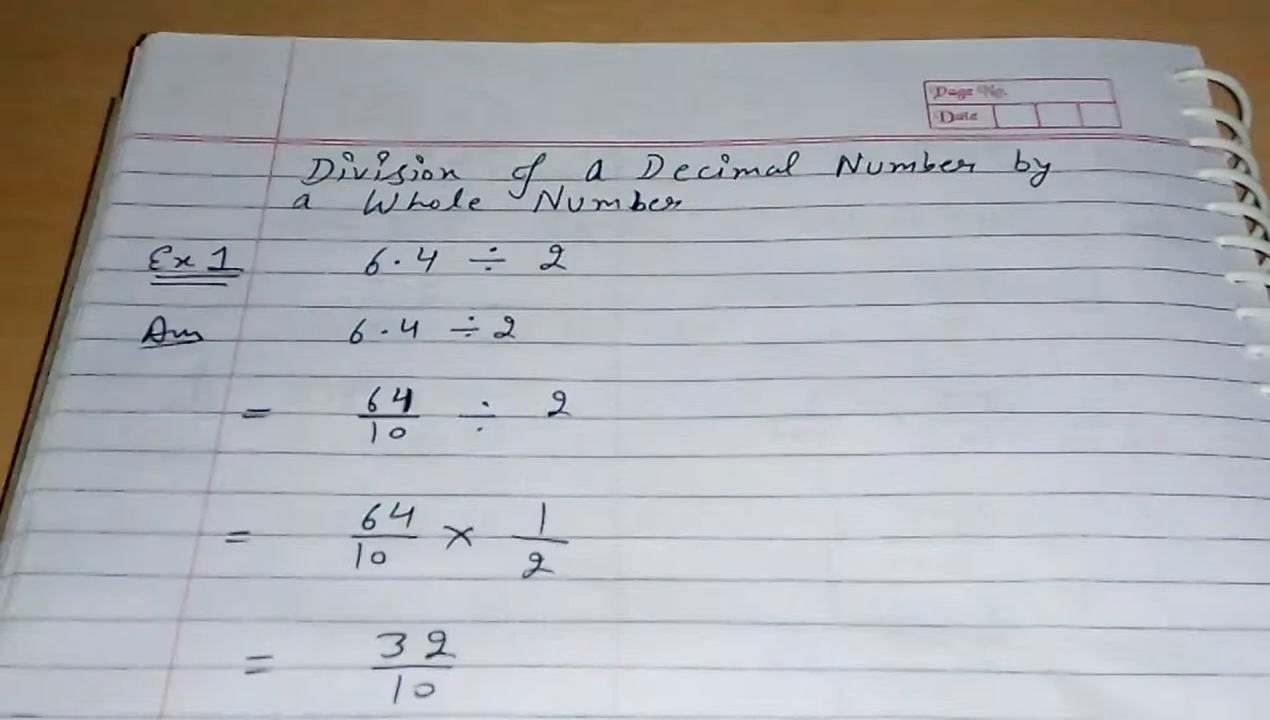 Page No.
Date
Division of a Decimal Number by
a Whole Number
Ex 1 6.4 ÷ 2
Ans 6.4 ÷ 2
= 64/10 ÷ 2
= 64/10 × 1/2
= 32/10